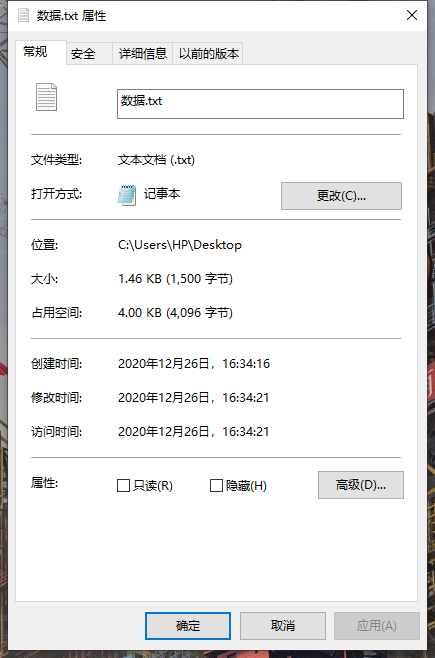 数据.txt 属性
常规 安全 详细信息 以前的版本
数据.txt
文件类型: 文本文档 (.txt)
打开方式: 记事本 更改(C)...
位置: C:\Users\HP\Desktop
大小: 1.46 KB (1,500 字节)
占用空间: 4.00 KB (4,096 字节)
创建时间: 2020年12月26日，16:34:16
修改时间: 2020年12月26日，16:34:21
访问时间: 2020年12月26日，16:34:21
属性: 只读(R) 隐藏(H) 高级(D)...
确定 取消 应用(A)